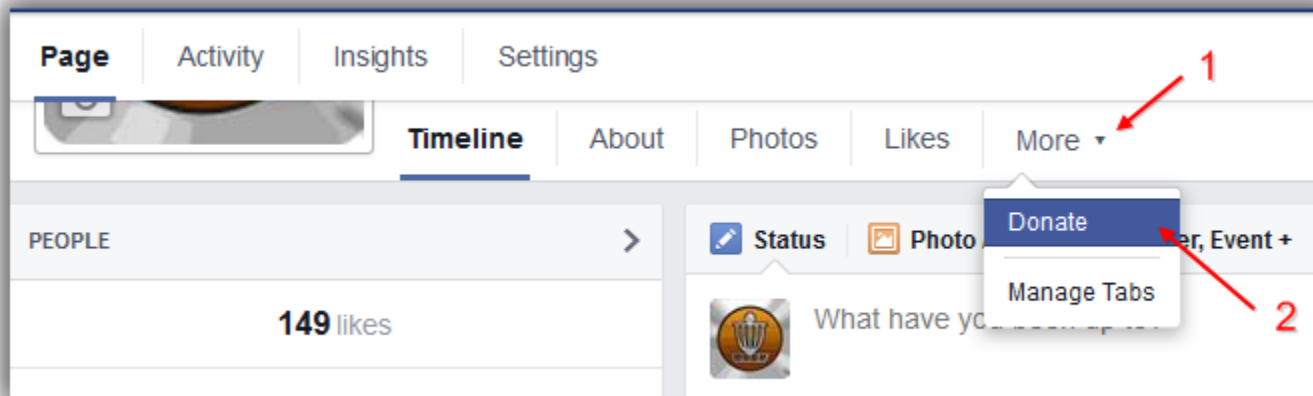 Page Activity Insights Settings
1
Timeline About Photos Likes More
PEOPLE
Status Photo er, Event +
Donate
Manage Tabs
2
149 likes
What have yo